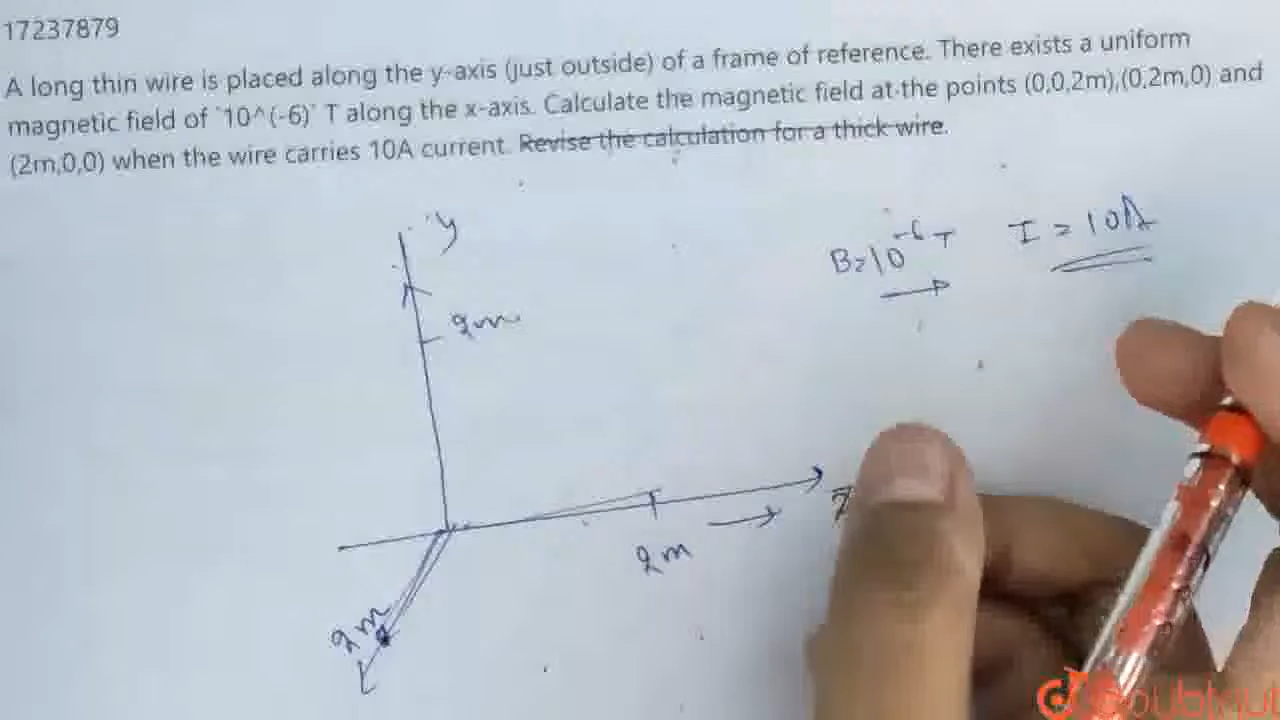 17237879
A long thin wire is placed along the y-axis (just outside) of a frame of reference. There exists a uniform
magnetic field of `10^(-6)` T along the x-axis. Calculate the magnetic field at the points (0,0,2m),(0,2m,0) and
(2m,0,0) when the wire carries 10A current. Revise the calculation for a thick wire.
y
B=10^-6 T
I = 10A
2m
2m
2m